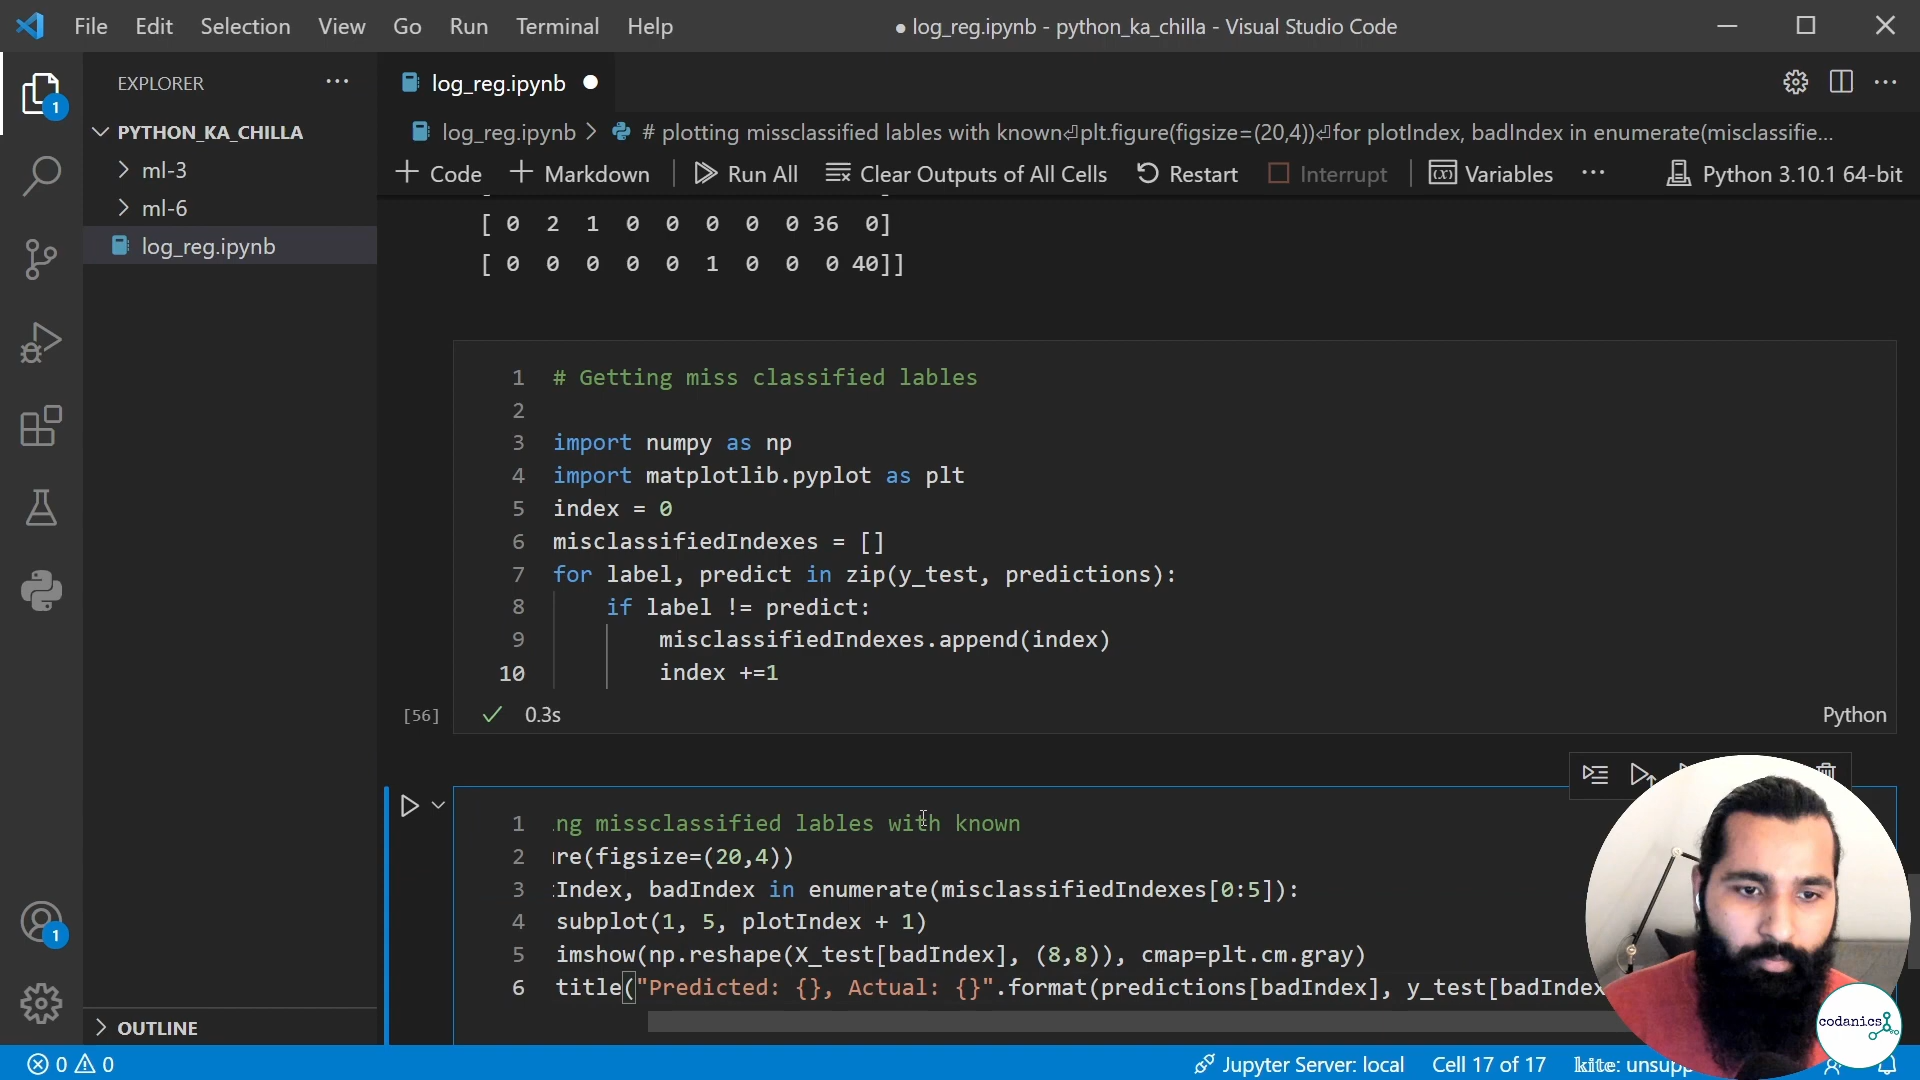 File Edit Selection View Go Run Terminal Help ● log_reg.ipynb - python_ka_chilla - Visual Studio Code
EXPLORER
PYTHON_KA_CHILLA
ml-3
ml-6
log_reg.ipynb
OUTLINE
1
1
log_reg.ipynb
log_reg.ipynb > # plotting missclassified lables with known⏎plt.figure(figsize=(20,4))⏎for plotIndex, badIndex in enumerate(misclassifie...
Code Markdown Run All Clear Outputs of All Cells Restart Interrupt Variables Python 3.10.1 64-bit
[ 0 2 1 0 0 0 0 0 36 0]
[ 0 0 0 0 0 1 0 0 0 40]]
1 # Getting miss classified lables
2
3 import numpy as np
4 import matplotlib.pyplot as plt
5 index = 0
6 misclassifiedIndexes = []
7 for label, predict in zip(y_test, predictions):
8 if label != predict:
9 misclassifiedIndexes.append(index)
10 index +=1
[56] 0.3s Python
1 ng missclassified lables with known
2 re(figsize=(20,4))
3 Index, badIndex in enumerate(misclassifiedIndexes[0:5]):
4 subplot(1, 5, plotIndex + 1)
5 imshow(np.reshape(X_test[badIndex], (8,8)), cmap=plt.cm.gray)
6 title("Predicted: {}, Actual: {}".format(predictions[badIndex], y_test[badIndex
codanics
0 0 Jupyter Server: local Cell 17 of 17 kite: unsupp